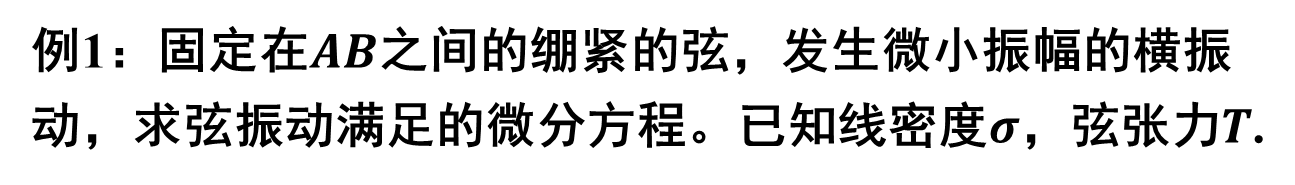 例1：固定在AB之间的绷紧的弦，发生微小振幅的横振
动，求弦振动满足的微分方程。已知线密度σ，弦张力T.